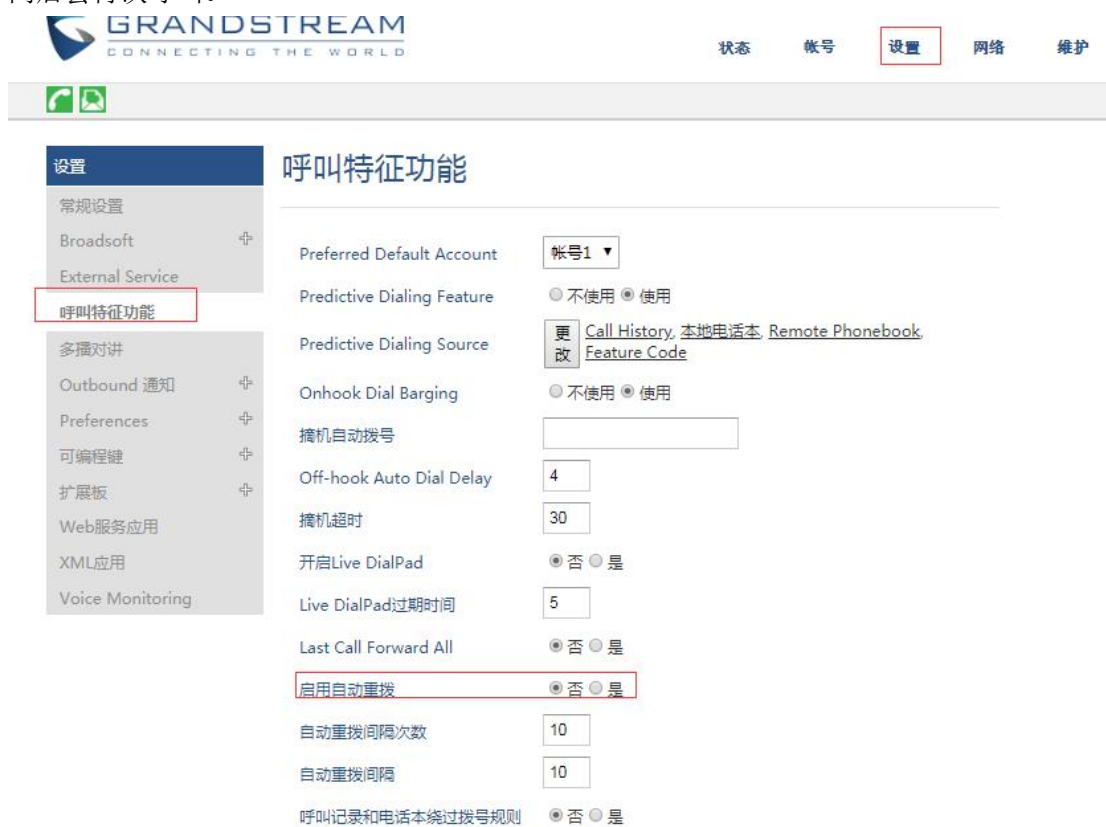 GRANDSTREAM
CONNECTING THE WORLD
状态 帐号 设置 网络 维护
设置
常规设置
Broadsoft
External Service
呼叫特征功能
多播对讲
Outbound 通知
Preferences
可编程键
扩展板
Web服务应用
XML应用
Voice Monitoring
呼叫特征功能
Preferred Default Account 帐号1 ▼
Predictive Dialing Feature 不使用 使用
Predictive Dialing Source 更改 Call History, 本地电话本, Remote Phonebook,
Feature Code
Onhook Dial Barging 不使用 使用
摘机自动拨号
Off-hook Auto Dial Delay 4
摘机超时 30
开启Live DialPad 否 是
Live DialPad过期时间 5
Last Call Forward All 否 是
启用自动重拨 否 是
自动重拨间隔次数 10
自动重拨间隔 10
呼叫记录和电话本绕过拨号规则 否 是